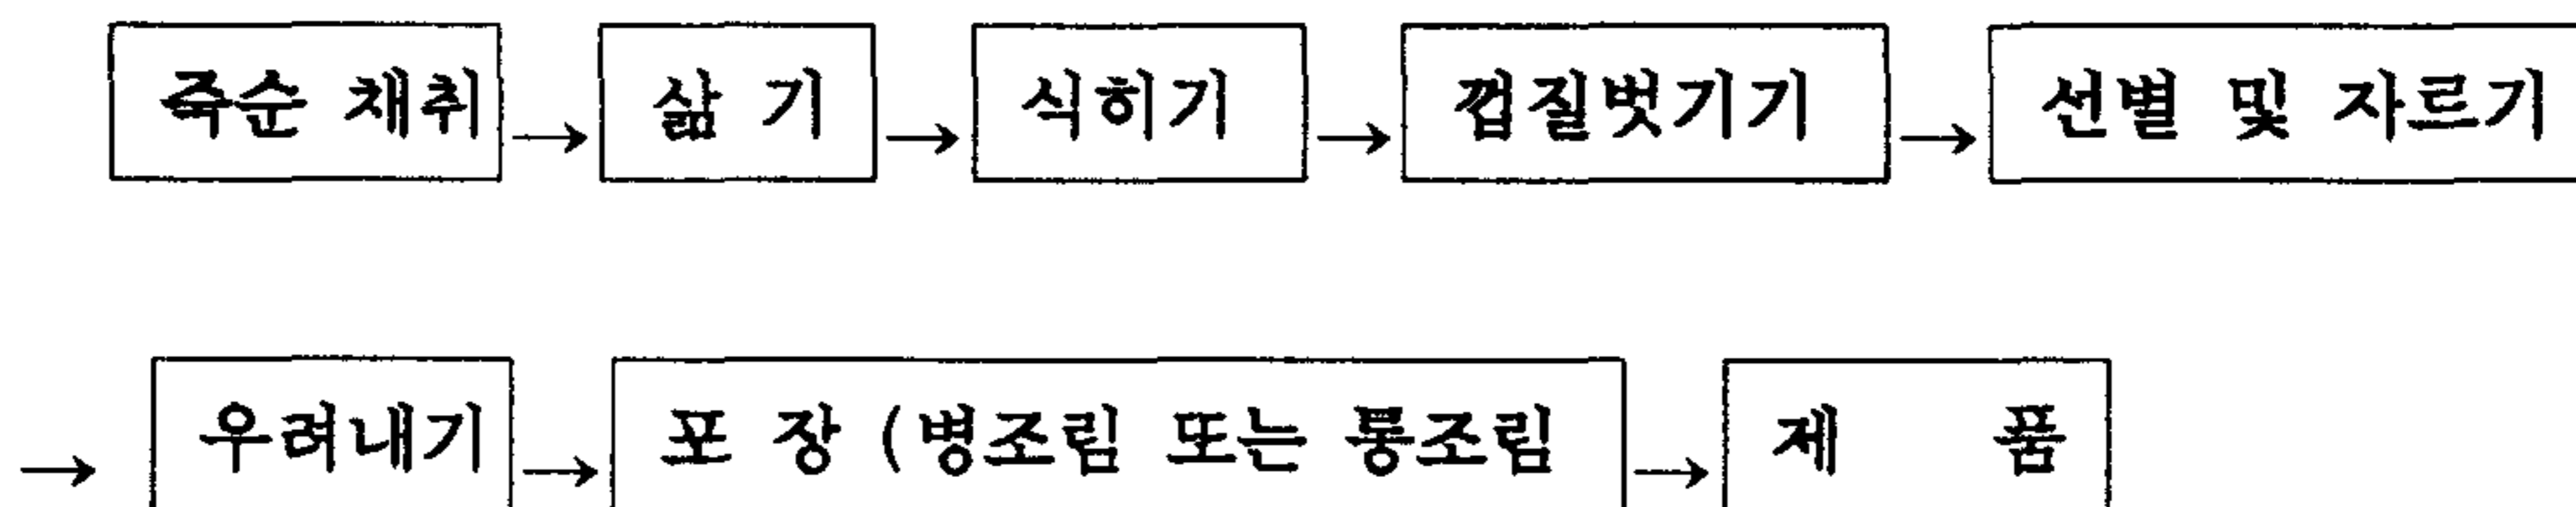 죽순 채취 → 삶 기 → 식히기 → 껍질벗기기 → 선별 및 자르기
→ 우려내기 → 포 장 (병조림 또는 통조림 → 제 품